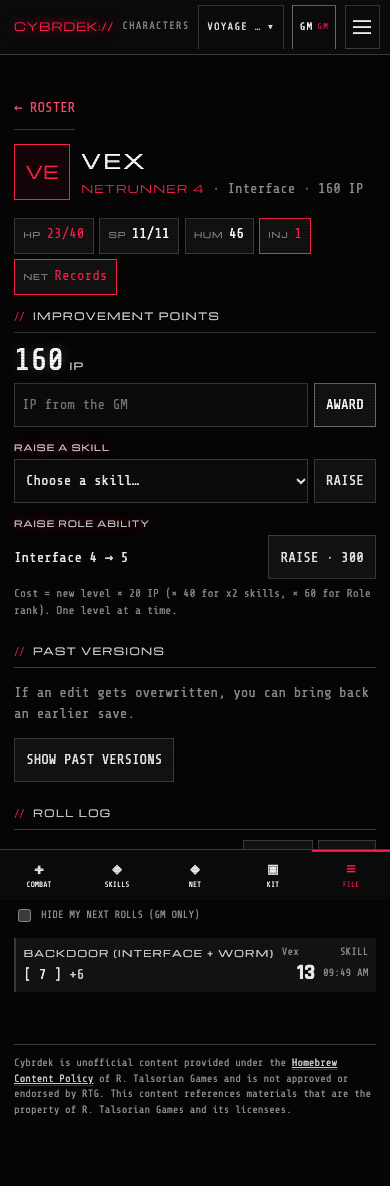 CYBRDEK://
CHARACTERS
VOYAGE … ▾
GM GM
← ROSTER
VE
VEX
NETRUNNER 4 · Interface · 160 IP
HP 23/40
SP 11/11
HUM 46
INJ 1
NET Records
// IMPROVEMENT POINTS
160 IP
IP from the GM
AWARD
RAISE A SKILL
Choose a skill…
RAISE
RAISE ROLE ABILITY
Interface 4 → 5
RAISE · 300
Cost = new level × 20 IP (× 40 for x2 skills, × 60 for Role
rank). One level at a time.
// PAST VERSIONS
If an edit gets overwritten, you can bring back
an earlier save.
SHOW PAST VERSIONS
// ROLL LOG
COMBAT
SKILLS
NET
KIT
FILE
HIDE MY NEXT ROLLS (GM ONLY)
BACKDOOR (INTERFACE + WORM) Vex SKILL
[ 7 ] +6 13 09:49 AM
Cybrdek is unofficial content provided under the Homebrew
Content Policy of R. Talsorian Games and is not approved or
endorsed by RTG. This content references materials that are the
property of R. Talsorian Games and its licensees.